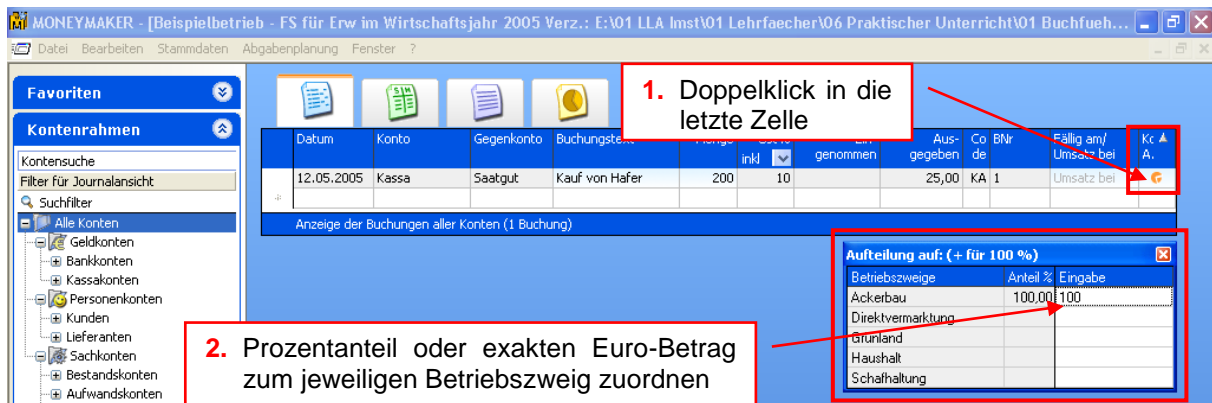 MONEYMAKER - [Beispielbetrieb - FS für Erw im Wirtschaftsjahr 2005 Verz.: E:\01 LLA Imst\01 Lehrfaecher\06 Praktischer Unterricht\01 Buchfueh...
Datei Bearbeiten Stammdaten Abgabenplanung Fenster ?
Favoriten
Kontenrahmen
Kontensuche
Filter für Journalansicht
Suchfilter
Alle Konten
Geldkonten
Bankkonten
Kassakonten
Personenkonten
Kunden
Lieferanten
Sachkonten
Bestandskonten
Aufwandskonten
1. Doppelklick in die
letzte Zelle
Datum Konto Gegenkonto Buchungstext Menge inkl genommen Aus-gegeben Code BNr Fällig am/ Umsatz bei A.
12.05.2005 Kassa Saatgut Kauf von Hafer 200 10 25,00 KA 1 Umsatz bei
Anzeige der Buchungen aller Konten (1 Buchung)
Aufteilung auf: (+ für 100 %)
Betriebszweige Anteil % Eingabe
Ackerbau 100,00 100
Direktvermarktung
Grünland
Haushalt
Schafhaltung
2. Prozentanteil oder exakten Euro-Betrag
zum jeweiligen Betriebszweig zuordnen